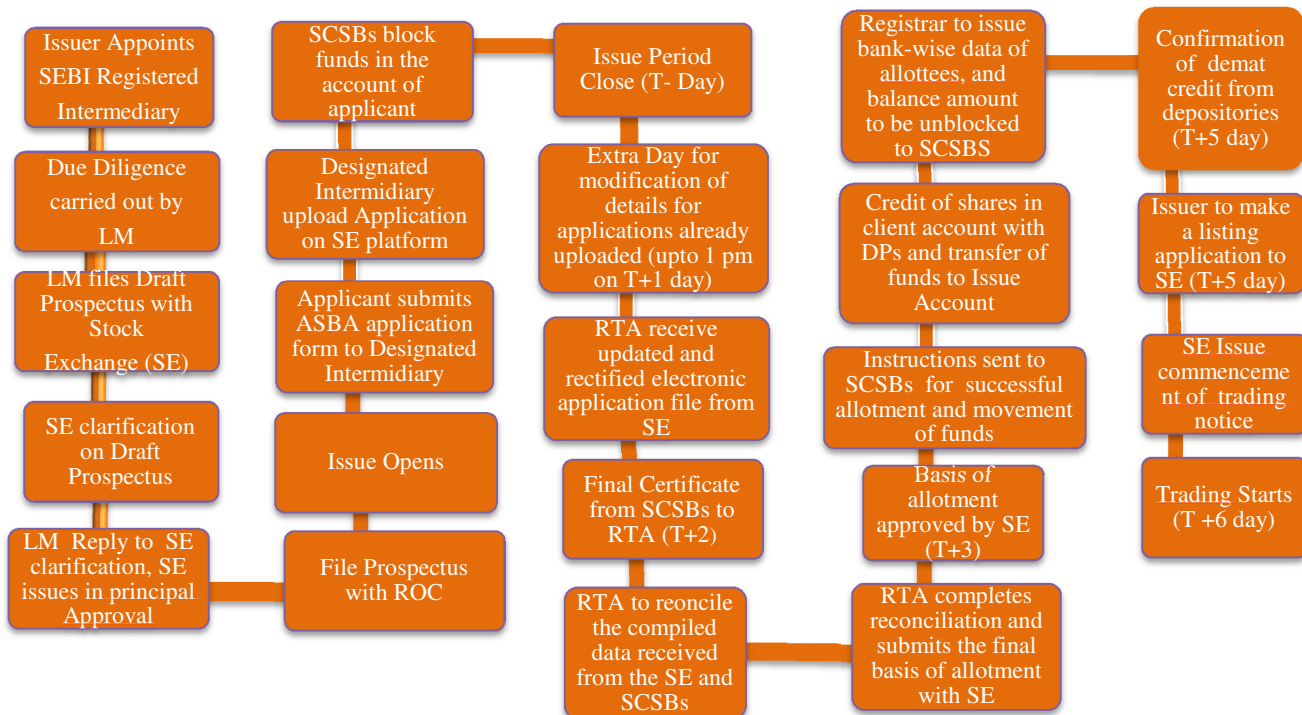 Issuer Appoints
SEBI Registered
Intermediary
Due Diligence
carried out by
LM
LM files Draft
Prospectus with
Stock
Exchange (SE)
SE clarification
on Draft
Prospectus
LM Reply to SE
clarification, SE
issues in principal
Approval
File Prospectus
with ROC
Issue Opens
Applicant submits
ASBA application
form to Designated
Intermidiary
Designated
Intermidiary
upload Application
on SE platform
SCSBs block
funds in the
account of
applicant
Issue Period
Close (T- Day)
Extra Day for
modification of
details for
applications already
uploaded (upto 1 pm
on T+1 day)
RTA receive
updated and
rectified electronic
application file from
SE
Final Certificate
from SCSBs to
RTA (T+2)
RTA to reconcile
the compiled
data received
from the SE and
SCSBs
RTA completes
reconciliation and
submits the final
basis of allotment
with SE
Basis of
allotment
approved by SE
(T+3)
Instructions sent to
SCSBs for successful
allotment and movement
of funds
Credit of shares in
client account with
DPs and transfer of
funds to Issue
Account
Registrar to issue
bank-wise data of
allottees, and
balance amount
to be unblocked
to SCSBS
Confirmation
of demat
credit from
depositories
(T+5 day)
Issuer to make
a listing
application to
SE (T+5 day)
SE Issue
commenceme
nt of trading
notice
Trading Starts
(T +6 day)